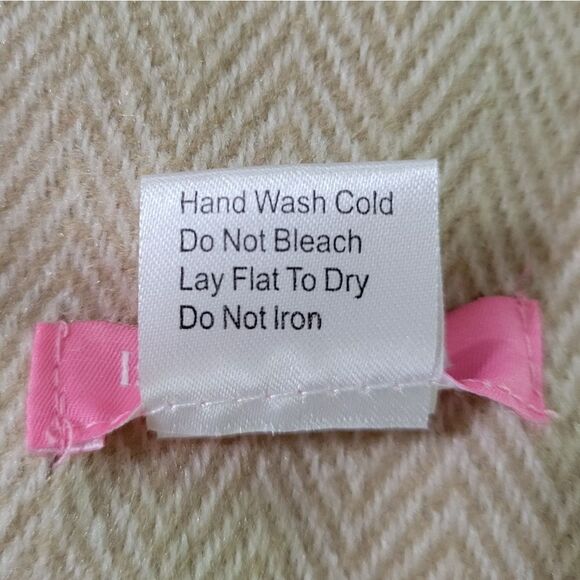 Hand Wash Cold
Do Not Bleach
Lay Flat To Dry
Do Not Iron